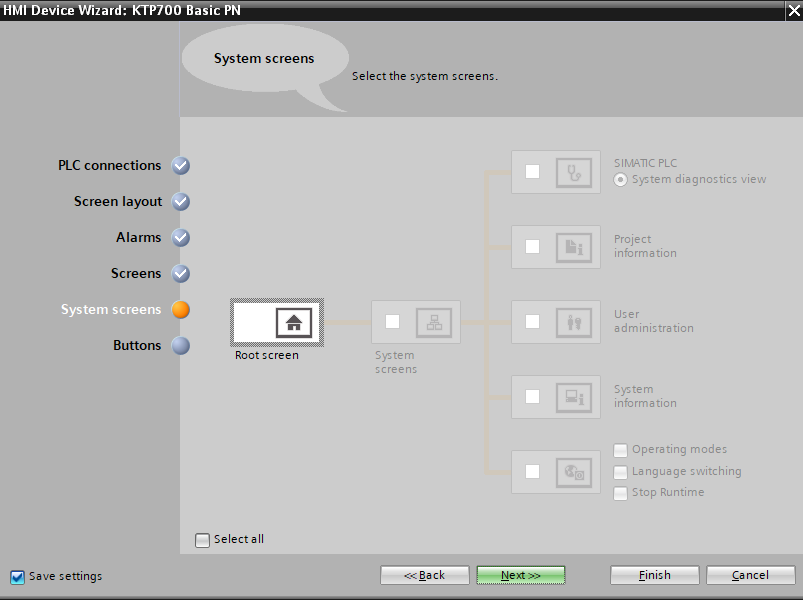 HMI Device Wizard: KTP700 Basic PN
System screens
Select the system screens.
PLC connections
Screen layout
Alarms
Screens
System screens
Buttons
Root screen
System
screens
SIMATIC PLC
System diagnostics view
Project
information
User
administration
System
information
Operating modes
Language switching
Stop Runtime
Select all
Save settings
<<Back
Next>>
Finish
Cancel